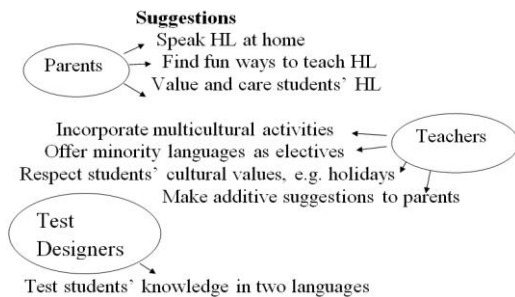 Suggestions
Speak HL at home
Parents
Find fun ways to teach HL
Value and care students' HL
Incorporate multicultural activities
Teachers
Offer minority languages as electives
Respect students' cultural values, e.g. holidays
Make additive suggestions to parents
Test
Designers
Test students' knowledge in two languages